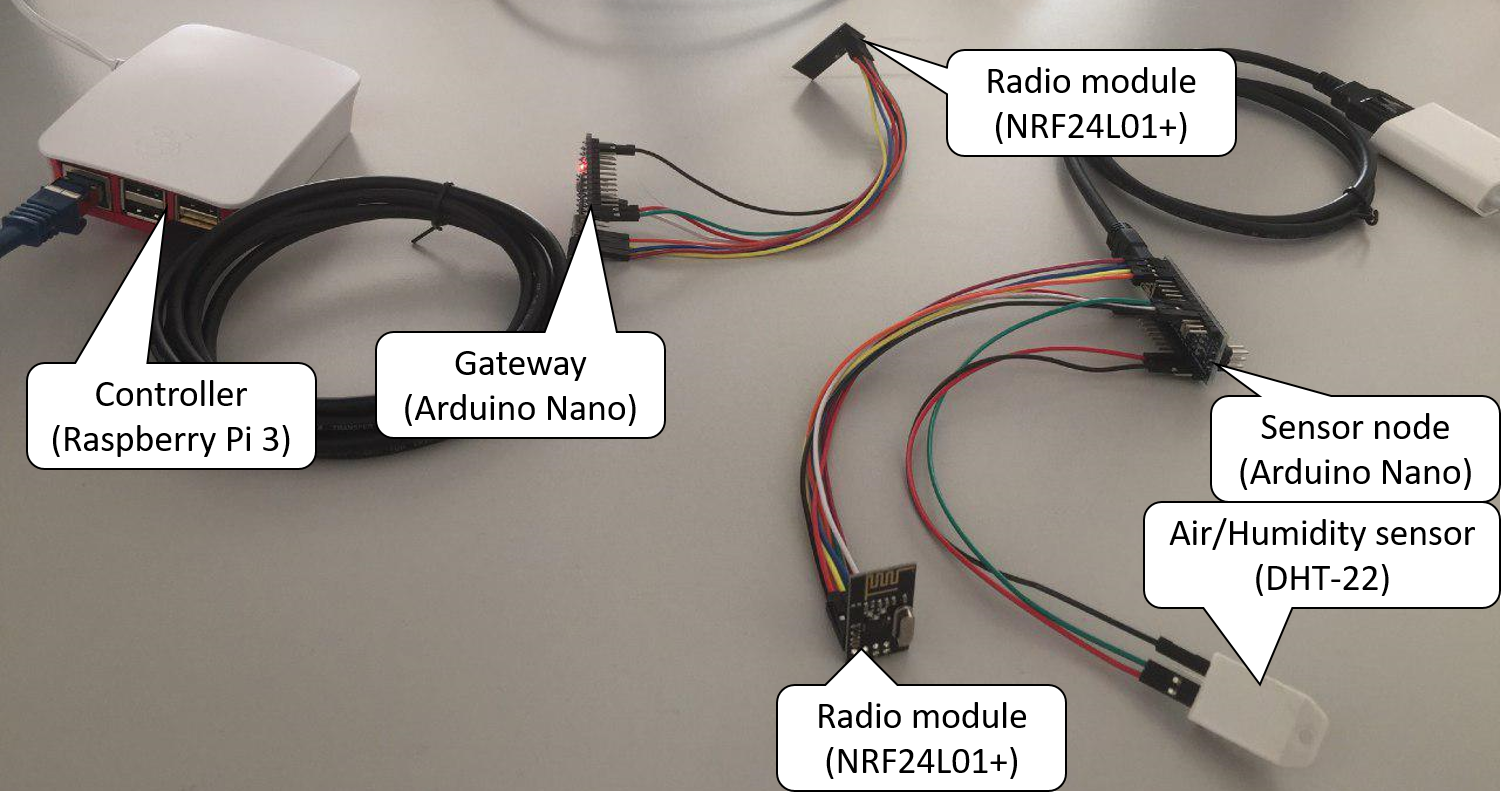 Radio module
(NRF24L01+)
Gateway
(Arduino Nano)
Controller
(Raspberry Pi 3)
Sensor node
(Arduino Nano)
Air/Humidity sensor
(DHT-22)
Radio module
(NRF24L01+)